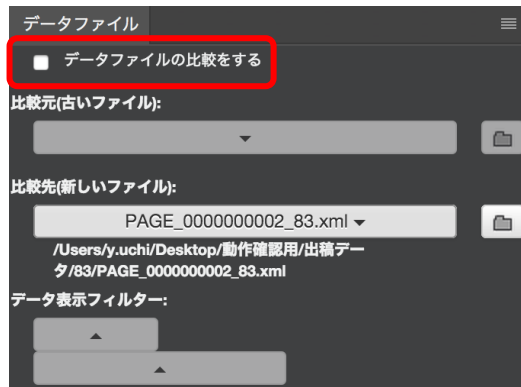 データファイル
データファイルの比較をする
比較元(古いファイル):
比較先(新しいファイル):
PAGE_0000000002_83.xml
/Users/y.uchi/Desktop/動作確認用/出稿デー
タ/83/PAGE_0000000002_83.xml
データ表示フィルター: